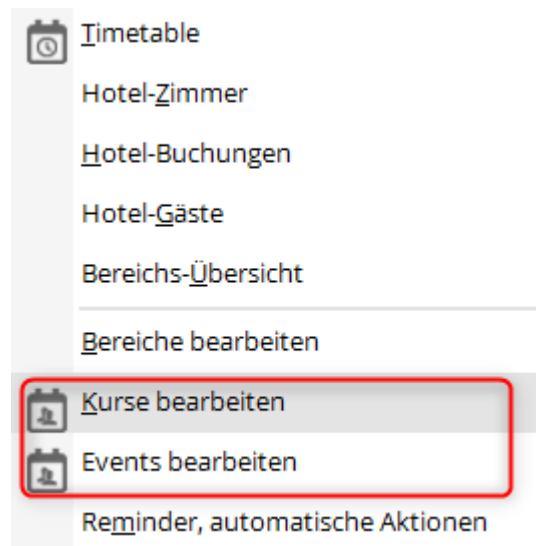 Timetable
Hotel-Zimmer
Hotel-Buchungen
Hotel-Gäste
Bereichs-Übersicht
Bereiche bearbeiten
Kurse bearbeiten
Events bearbeiten
Reminder, automatische Aktionen